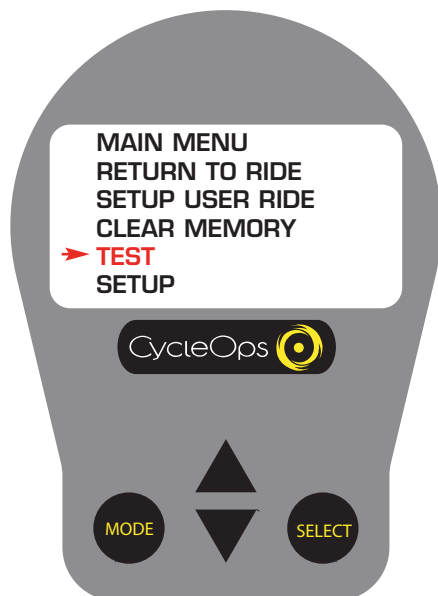 MAIN MENU
RETURN TO RIDE
SETUP USER RIDE
CLEAR MEMORY
TEST
SETUP
CycleOps
MODE
SELECT